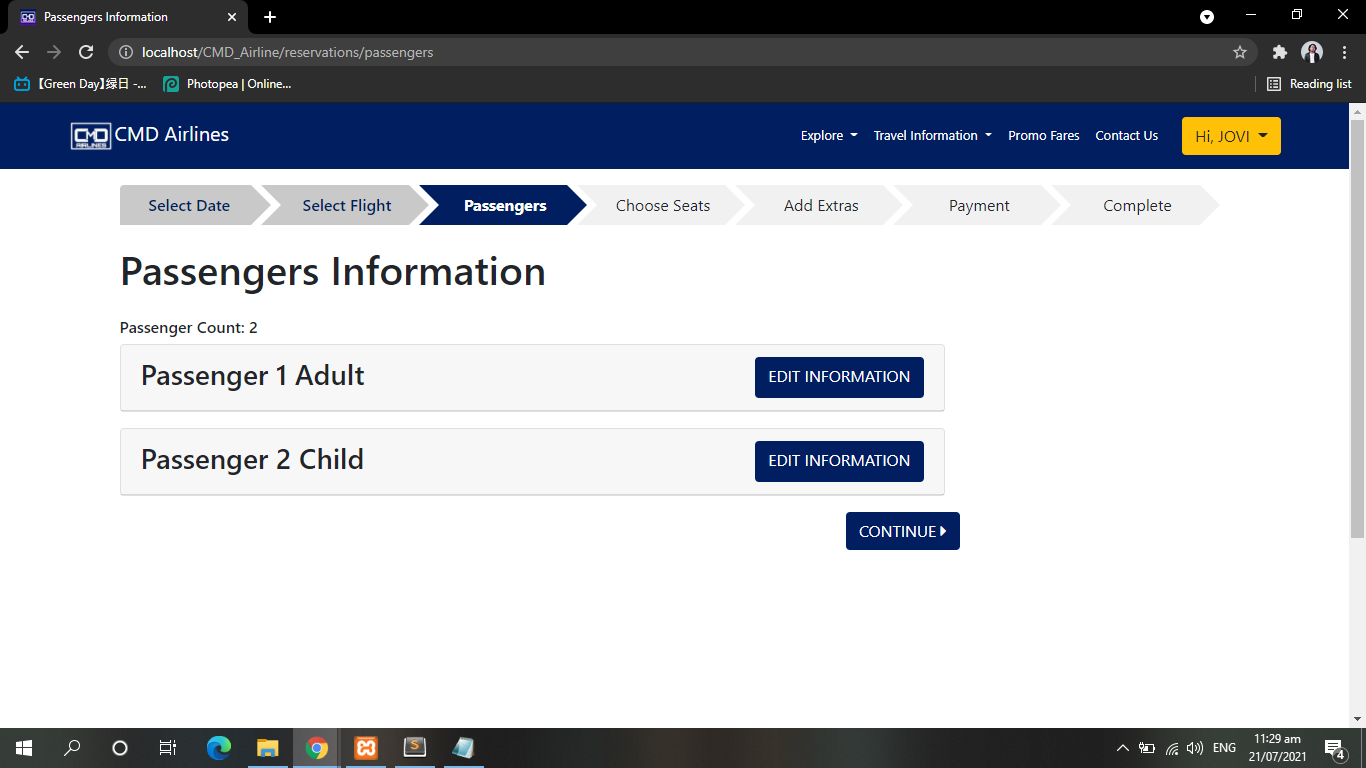 Passengers Information
localhost/CMD_Airline/reservations/passengers
【Green Day】绿日 -...
Photopea | Online...
Reading list
CMD AIRLINES
CMD Airlines
Explore
Travel Information
Promo Fares
Contact Us
Hi, JOVI
Select Date
Select Flight
Passengers
Choose Seats
Add Extras
Payment
Complete
Passengers Information
Passenger Count: 2
Passenger 1 Adult
EDIT INFORMATION
Passenger 2 Child
EDIT INFORMATION
CONTINUE
ENG
11:29 am
21/07/2021
4